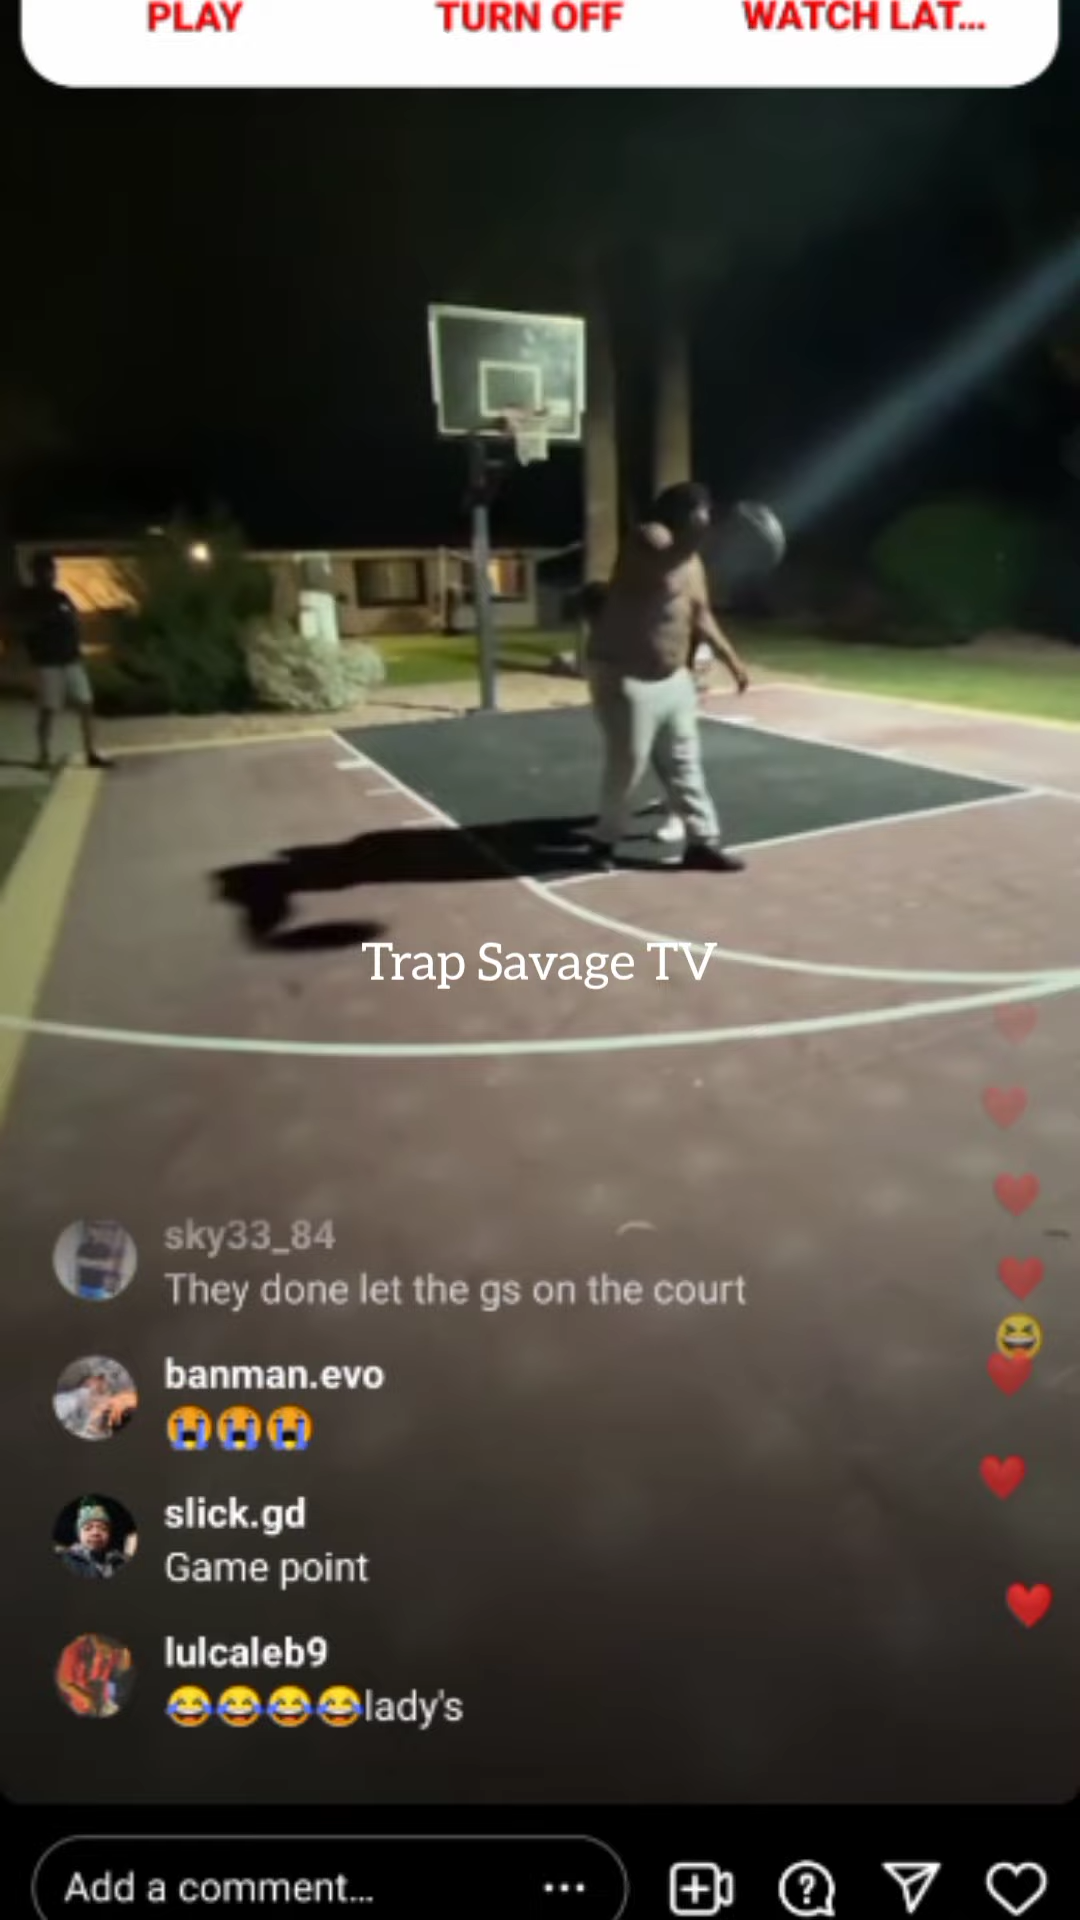 PLAY TURN OFF WATCH LAT...
Trap Savage TV
sky33_84
They done let the gs on the court
banman.evo
😭😭😭
slick.gd
Game point
lulcaleb9
😂😂😂😂lady's
Add a comment...